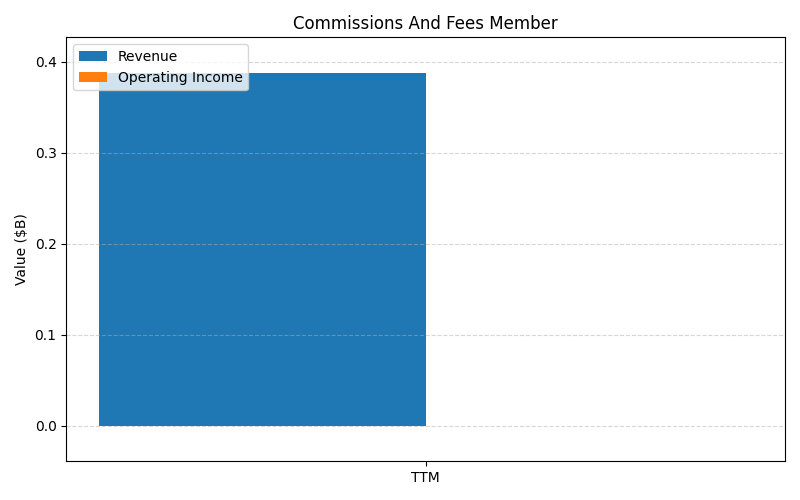 Commissions And Fees Member
Revenue
Operating Income
0.4
0.3
0.2
0.1
0.0
Value ($B)
TTM